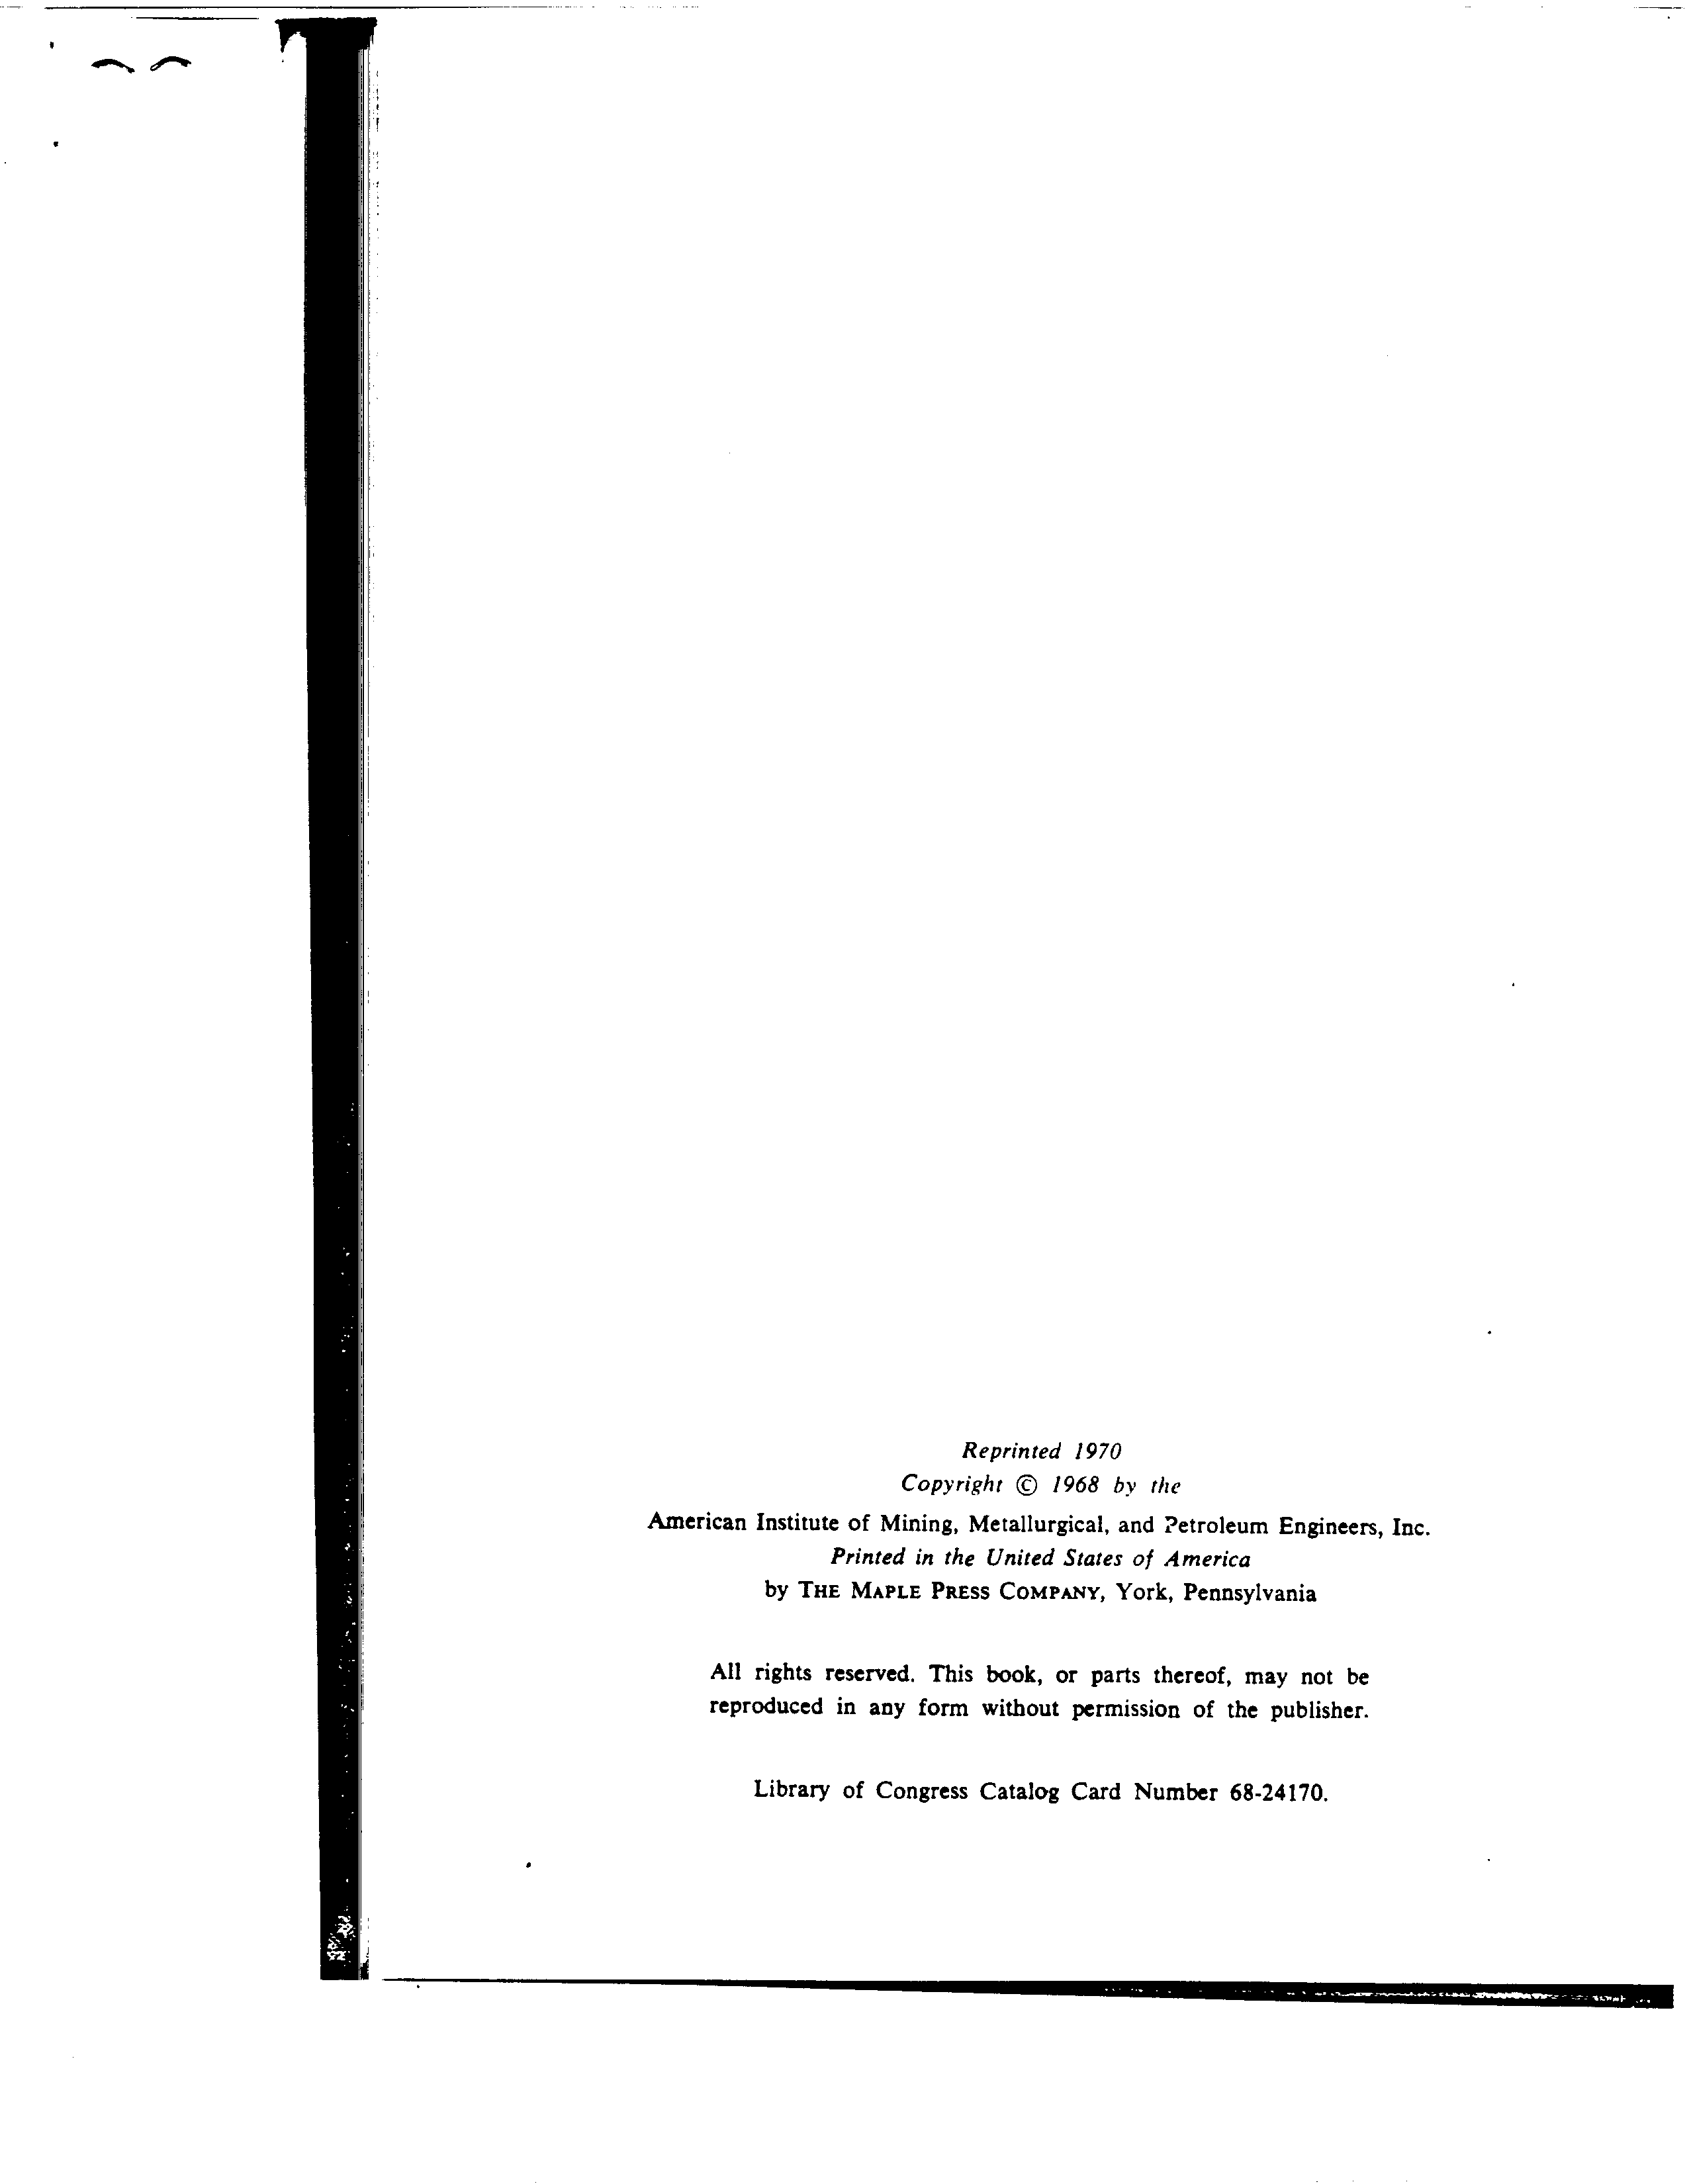 Reprinted 1970
Copyright © 1968 by the
American Institute of Mining, Metallurgical, and Petroleum Engineers, Inc.
Printed in the United States of America
by THE MAPLE PRESS COMPANY, York, Pennsylvania
All rights reserved. This book, or parts thereof, may not be
reproduced in any form without permission of the publisher.
Library of Congress Catalog Card Number 68-24170.